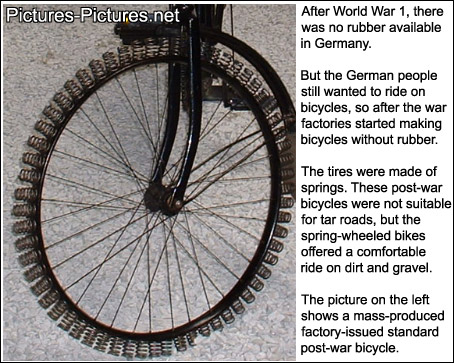 Pictures-Pictures.net
After World War 1, there
was no rubber available
in Germany.
But the German people
still wanted to ride on
bicycles, so after the war
factories started making
bicycles without rubber.
The tires were made of
springs. These post-war
bicycles were not suitable
for tar roads, but the
spring-wheeled bikes
offered a comfortable
ride on dirt and gravel.
The picture on the left
shows a mass-produced
factory-issued standard
post-war bicycle.